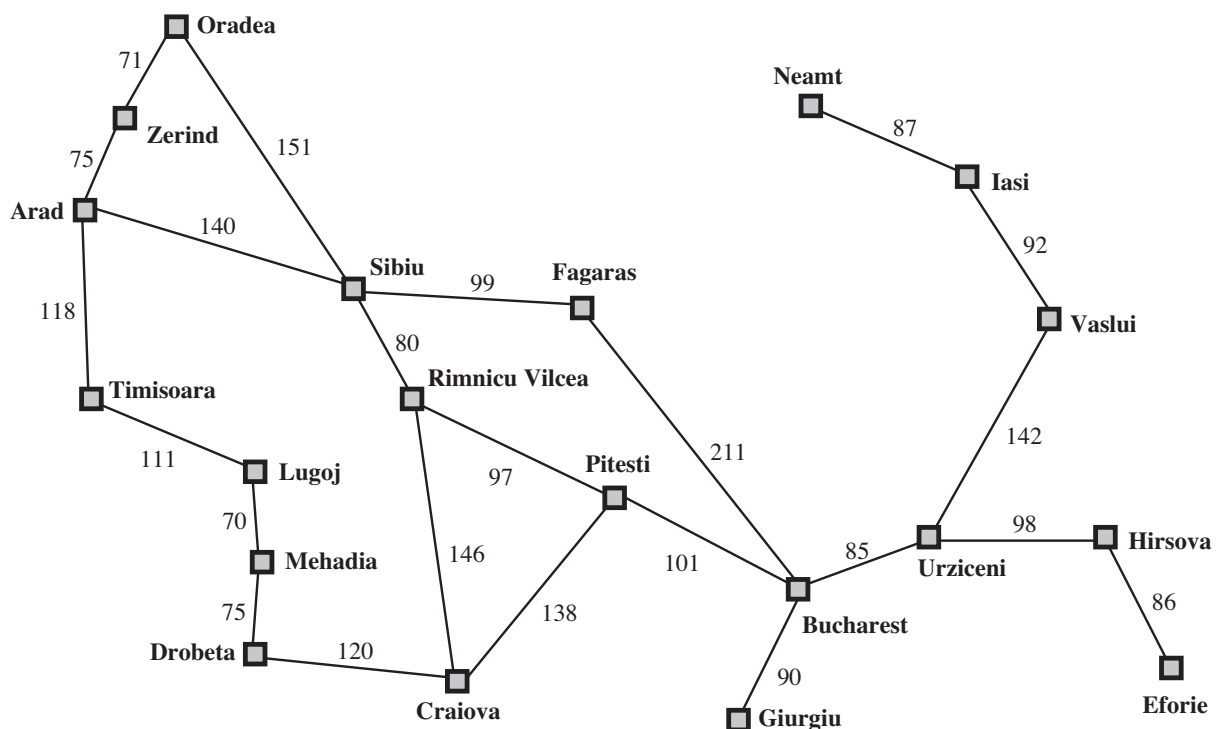 Oradea
71
Neamt
87
Zerind
151
75
Iasi
Arad
140
92
Sibiu
Fagaras
99
118
Vaslui
80
Timisoara
Rimnicu Vilcea
142
111
211
Lugoj
97
Pitesti
70
98
Hirsova
146
85
Mehadia
101
Urziceni
86
75
138
Bucharest
Drobeta
120
90
Eforie
Craiova
Giurgiu